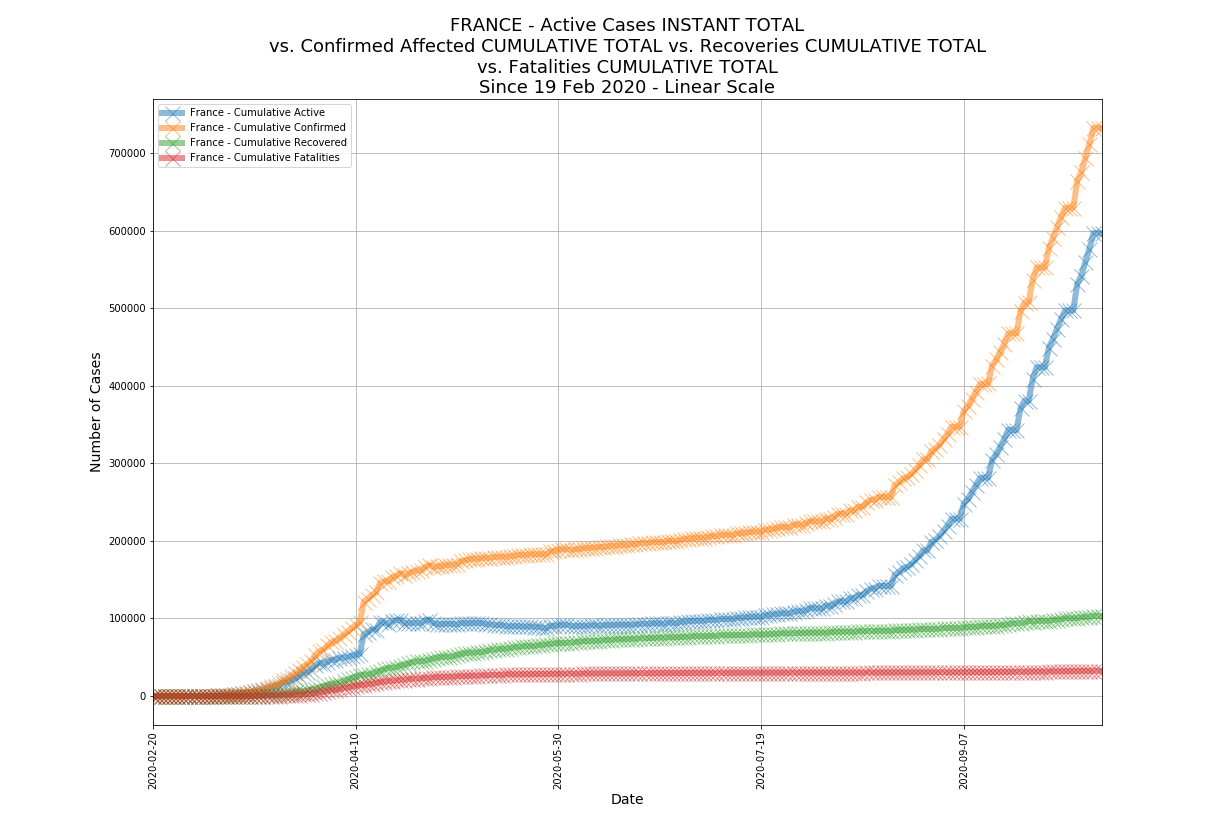 FRANCE - Active Cases INSTANT TOTAL
vs. Confirmed Affected CUMULATIVE TOTAL vs. Recoveries CUMULATIVE TOTAL
vs. Fatalities CUMULATIVE TOTAL
Since 19 Feb 2020 - Linear Scale
France - Cumulative Active
France - Cumulative Confirmed
France - Cumulative Recovered
France - Cumulative Fatalities
Number of Cases
700000
600000
500000
400000
300000
200000
100000
0
2020-02-20
2020-04-10
2020-05-30
2020-07-19
2020-09-07
Date